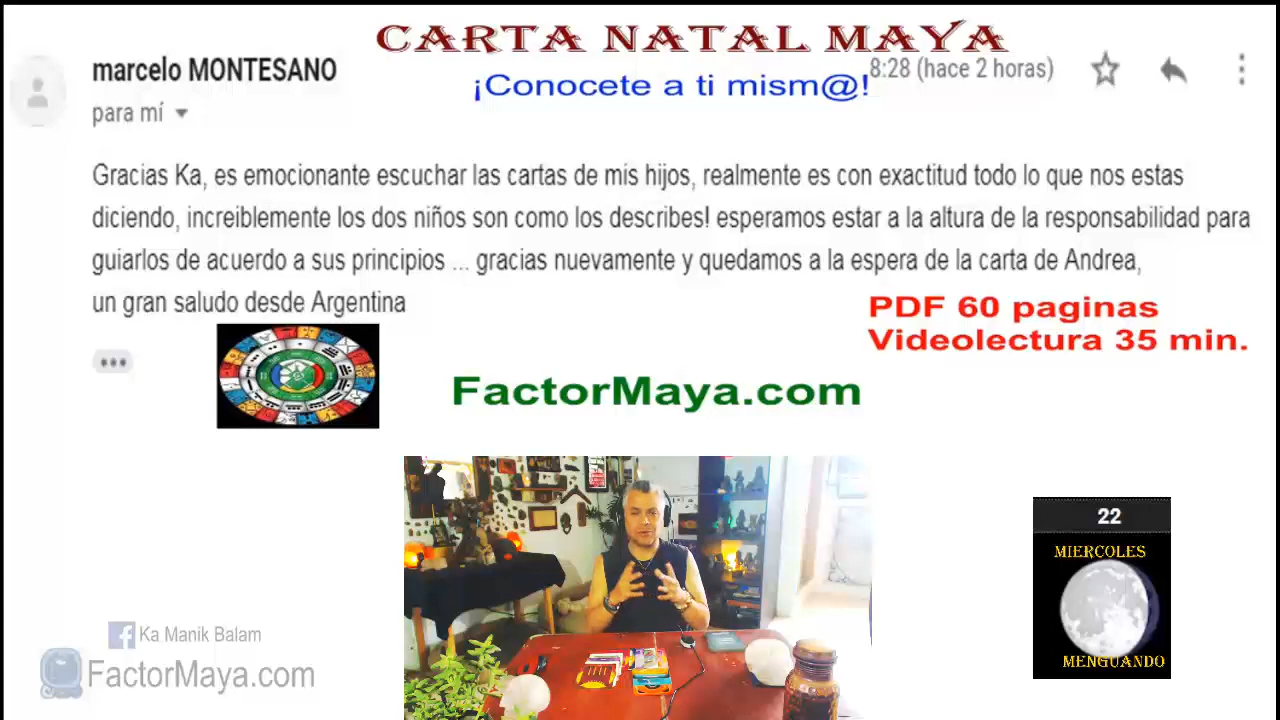 CARTA NATAL MAYA
marcelo MONTESANO
8:28 (hace 2 horas)
¡Conocete a ti mism@!
para mí
Gracias Ka, es emocionante escuchar las cartas de mis hijos, realmente es con exactitud todo lo que nos estas
diciendo, increiblemente los dos niños son como los describes! esperamos estar a la altura de la responsabilidad para
guiarlos de acuerdo a sus principios ... gracias nuevamente y quedamos a la espera de la carta de Andrea,
un gran saludo desde Argentina
PDF 60 paginas
Videolectura 35 min.
FactorMaya.com
22
MIERCOLES
MENGUANDO
Ka Manik Balam
FactorMaya.com